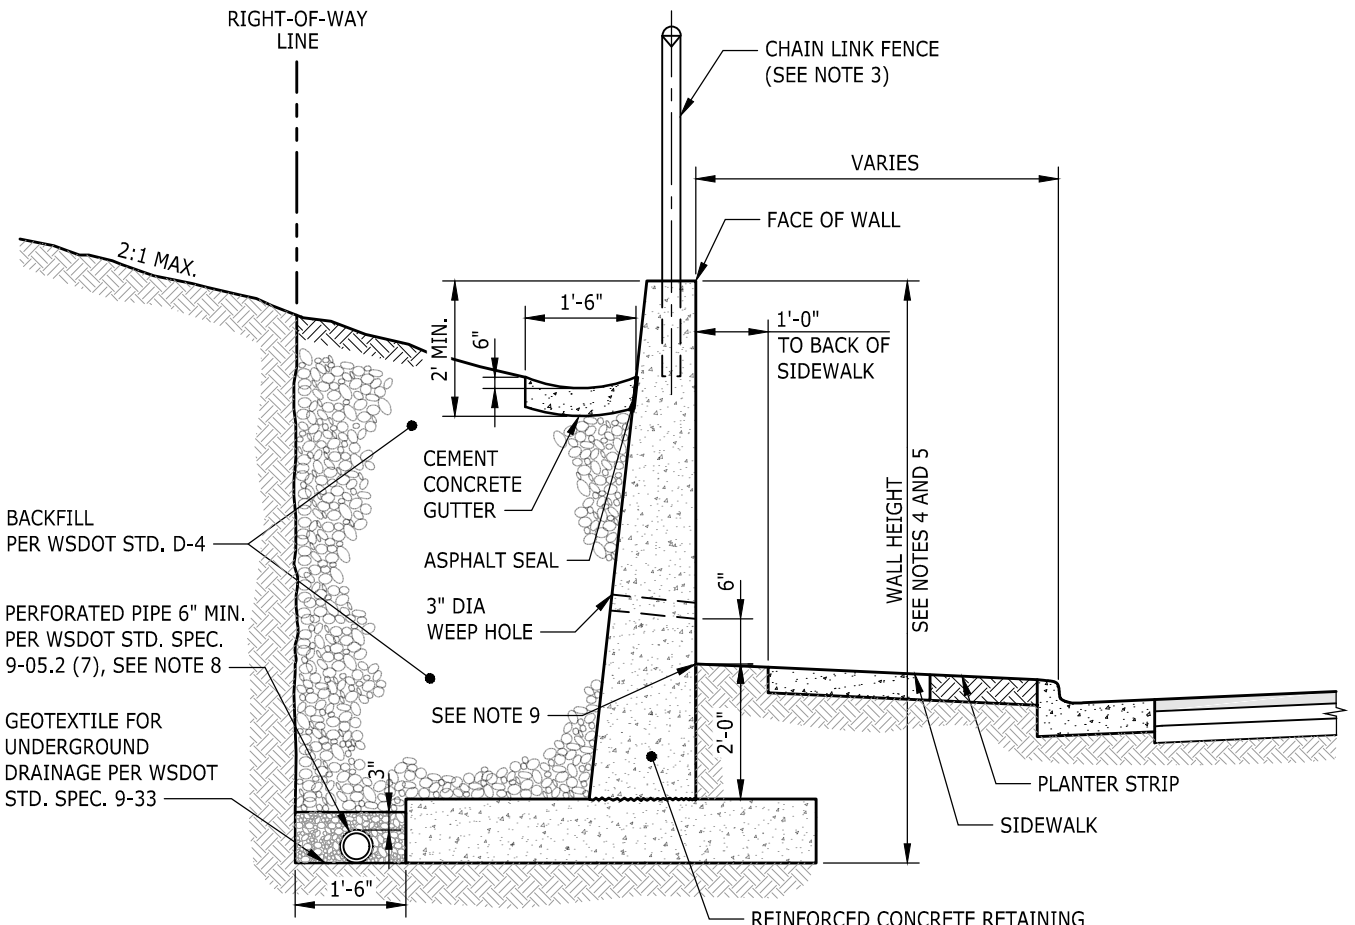 RIGHT-OF-WAY
LINE
CHAIN LINK FENCE
(SEE NOTE 3)
VARIES
FACE OF WALL
2:1 MAX.
1'-6"
6"
2' MIN.
1'-0"
TO BACK OF
SIDEWALK
CEMENT
CONCRETE
GUTTER
BACKFILL
PER WSDOT STD. D-4
ASPHALT SEAL
WALL HEIGHT
SEE NOTES 4 AND 5
6"
3" DIA
WEEP HOLE
PERFORATED PIPE 6" MIN.
PER WSDOT STD. SPEC.
9-05.2 (7), SEE NOTE 8
SEE NOTE 9
2'-0"
GEOTEXTILE FOR
UNDERGROUND
DRAINAGE PER WSDOT
STD. SPEC. 9-33
3"
PLANTER STRIP
SIDEWALK
1'-6"
REINFORCED CONCRETE RETAINING